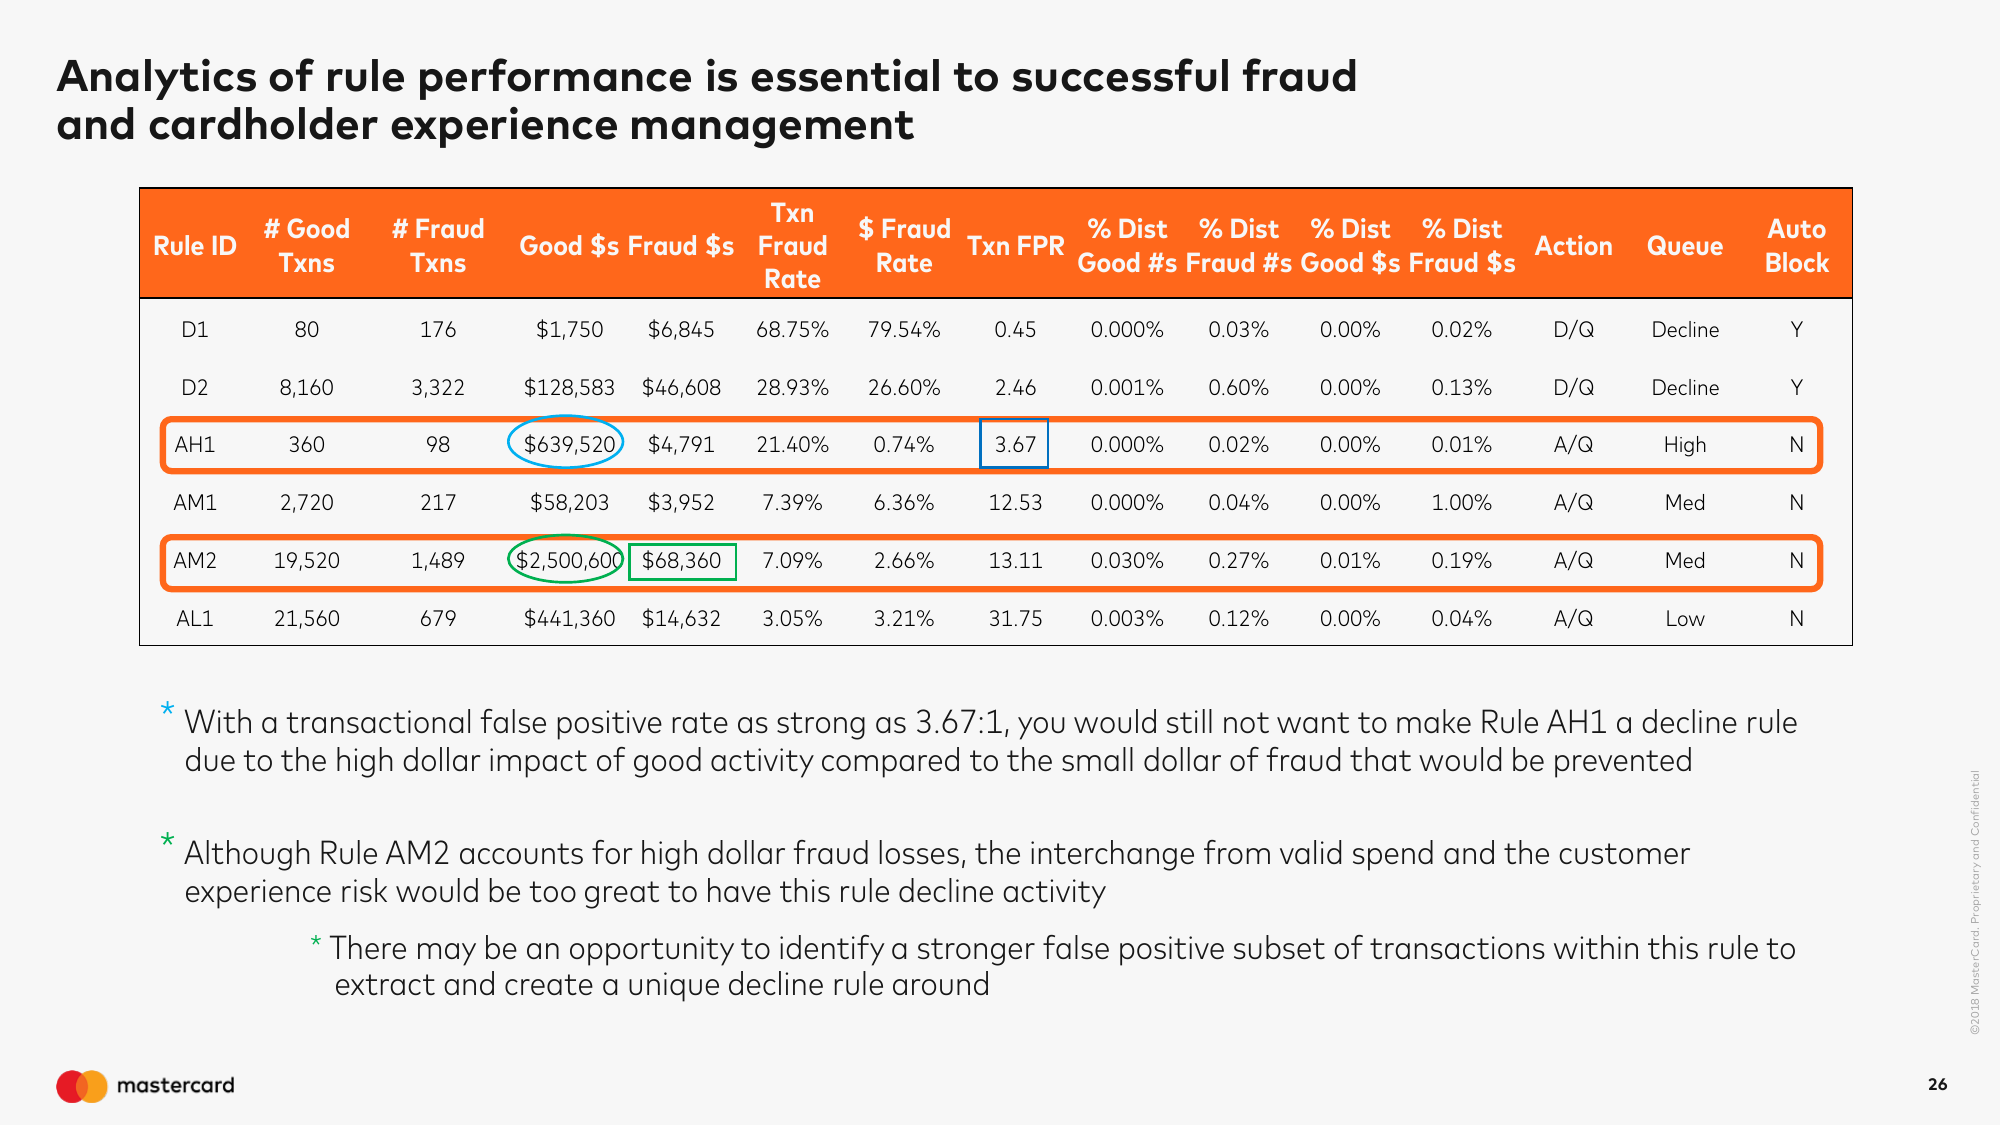 Analytics of rule performance is essential to successful fraud
and cardholder experience management
Rule ID # Good Txns # Fraud Txns Good $s Fraud $s Txn Fraud Rate $ Fraud Rate Txn FPR % Dist Good #s % Dist Fraud #s % Dist Good $s % Dist Fraud $s Action Queue Auto Block
D1 80 176 $1,750 $6,845 68.75% 79.54% 0.45 0.000% 0.03% 0.00% 0.02% D/Q Decline Y
D2 8,160 3,322 $128,583 $46,608 28.93% 26.60% 2.46 0.001% 0.60% 0.00% 0.13% D/Q Decline Y
AH1 360 98 $639,520 $4,791 21.40% 0.74% 3.67 0.000% 0.02% 0.00% 0.01% A/Q High N
AM1 2,720 217 $58,203 $3,952 7.39% 6.36% 12.53 0.000% 0.04% 0.00% 1.00% A/Q Med N
AM2 19,520 1,489 $2,500,600 $68,360 7.09% 2.66% 13.11 0.030% 0.27% 0.01% 0.19% A/Q Med N
AL1 21,560 679 $441,360 $14,632 3.05% 3.21% 31.75 0.003% 0.12% 0.00% 0.04% A/Q Low N
* With a transactional false positive rate as strong as 3.67:1, you would still not want to make Rule AH1 a decline rule
due to the high dollar impact of good activity compared to the small dollar of fraud that would be prevented
* Although Rule AM2 accounts for high dollar fraud losses, the interchange from valid spend and the customer
experience risk would be too great to have this rule decline activity
* There may be an opportunity to identify a stronger false positive subset of transactions within this rule to
extract and create a unique decline rule around
©2018 MasterCard. Proprietary and Confidential
mastercard
26